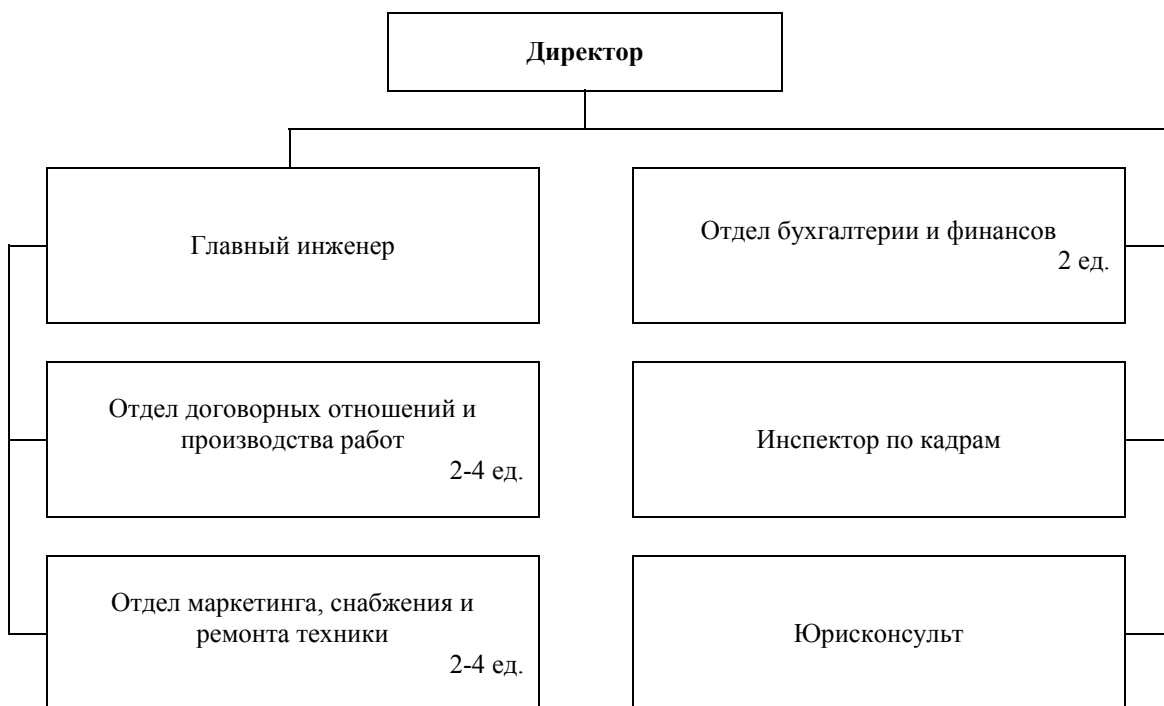 Директор
Главный инженер
Отдел бухгалтерии и финансов
2 ед.
Отдел договорных отношений и
производства работ
2-4 ед.
Инспектор по кадрам
Отдел маркетинга, снабжения и
ремонта техники
2-4 ед.
Юрисконсульт